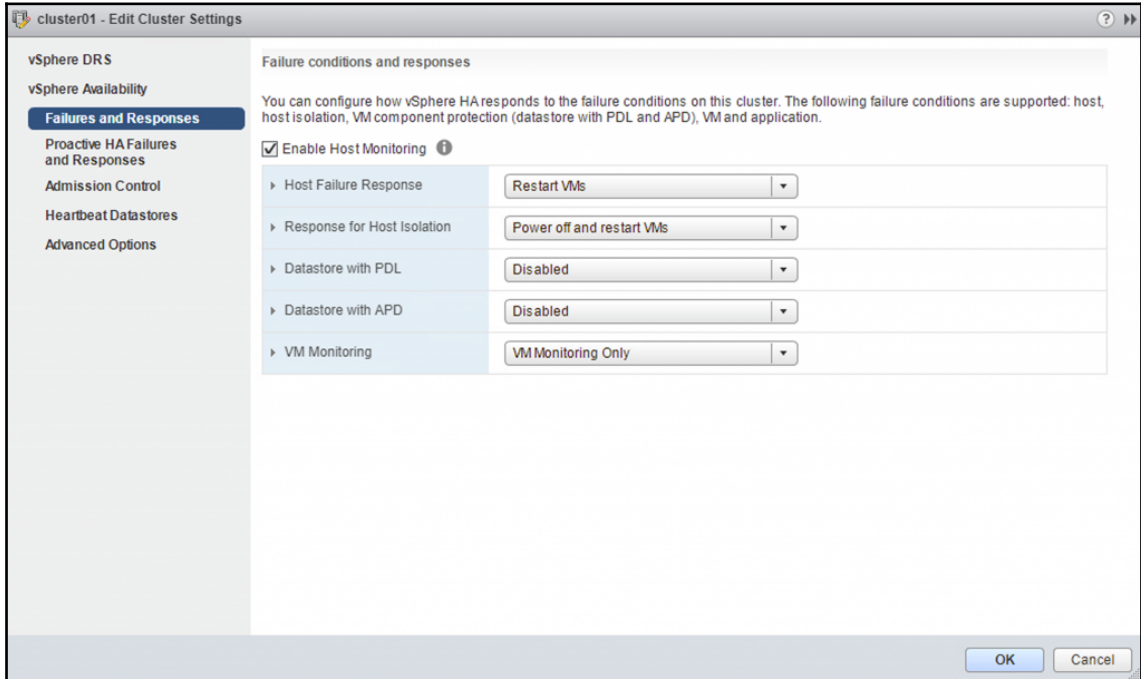 cluster01 - Edit Cluster Settings
?
vSphere DRS
vSphere Availability
Failures and Responses
Proactive HA Failures
and Responses
Admission Control
Heartbeat Datastores
Advanced Options
Failure conditions and responses
You can configure how vSphere HA responds to the failure conditions on this cluster. The following failure conditions are supported: host,
host isolation, VM component protection (datastore with PDL and APD), VM and application.
Enable Host Monitoring
Host Failure Response Restart VMs
Response for Host Isolation Power off and restart VMs
Datastore with PDL Disabled
Datastore with APD Disabled
VM Monitoring VM Monitoring Only
OK Cancel